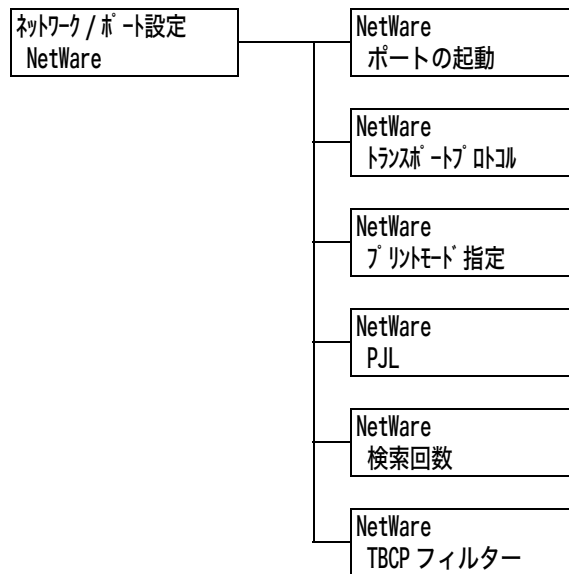 ﾈｯﾄﾜｰｸ / ﾎﾟｰﾄ設定
NetWare
NetWare
ポートの起動
NetWare
ﾄﾗﾝｽﾎﾟｰﾄﾌﾟﾛﾄｺﾙ
NetWare
ﾌﾟﾘﾝﾄﾓｰﾄﾞ指定
NetWare
PJL
NetWare
検索回数
NetWare
TBCP フィルター